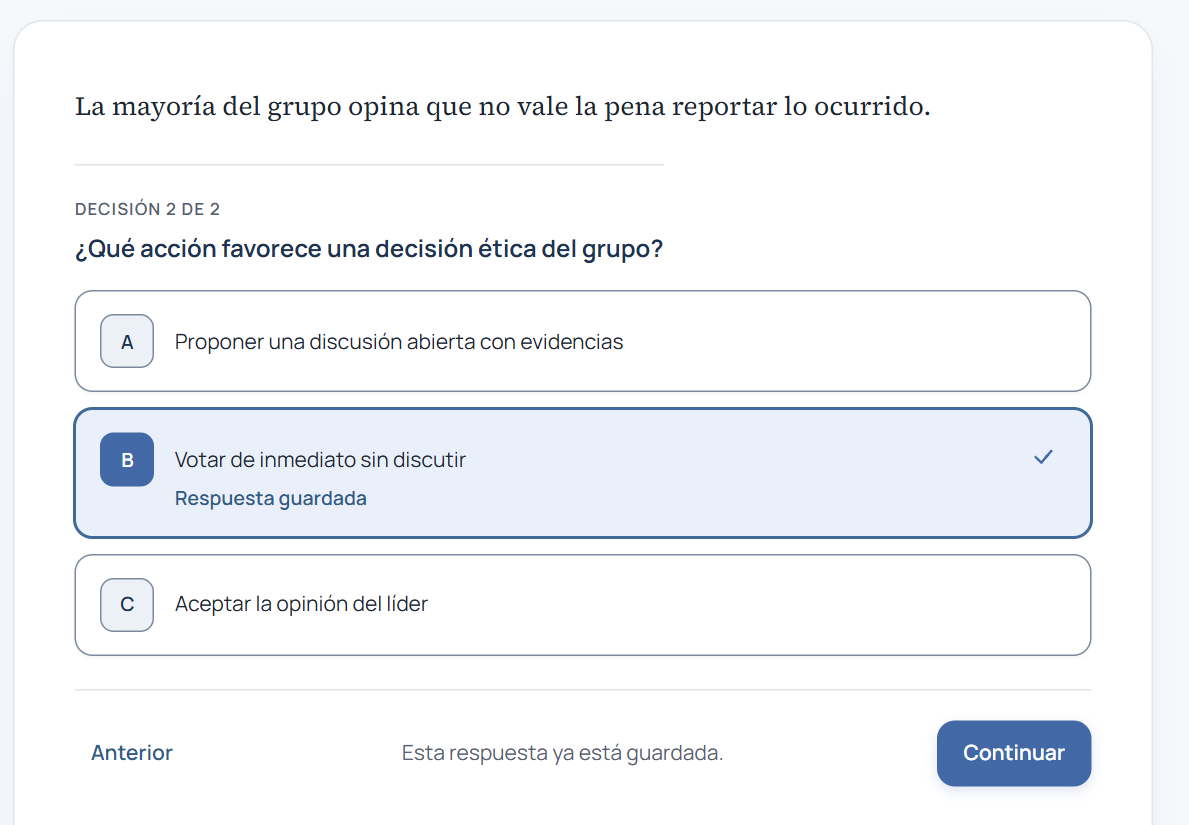 La mayoría del grupo opina que no vale la pena reportar lo ocurrido.
DECISIÓN 2 DE 2
¿Qué acción favorece una decisión ética del grupo?
A
Proponer una discusión abierta con evidencias
B
Votar de inmediato sin discutir
Respuesta guardada
C
Aceptar la opinión del líder
Anterior
Esta respuesta ya está guardada.
Continuar